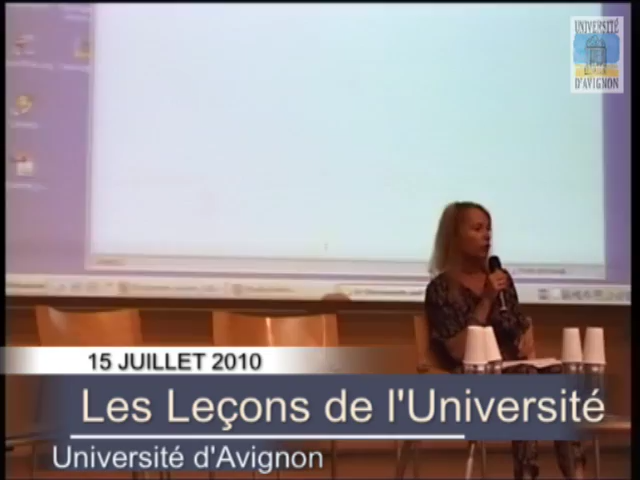 UNIVERSITÉ
D'AVIGNON
15 JUILLET 2010
Les Leçons de l'Université
Université d'Avignon